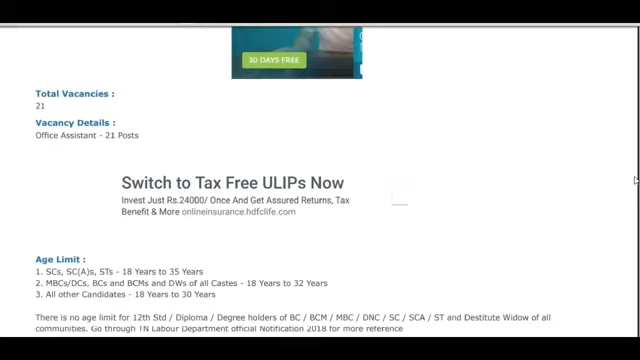 30 DAYS FREE
Total Vacancies :
21
Vacancy Details :
Office Assistant - 21 Posts
Switch to Tax Free ULIPs Now
Invest Just Rs.24000/ Once And Get Assured Returns, Tax
Benefit & More onlineinsurance.hdfclife.com
Age Limit :
1. SCs, SC(A)s, STs - 18 Years to 35 Years
2. MBCs/DCs, BCs and BCMs and DWs of all Castes - 18 Years to 32 Years
3. All other Candidates - 18 Years to 30 Years
There is no age limit for 12th Std / Diploma / Degree holders of BC / BCM / MBC / DNC / SC / SCA / ST and Destitute Widow of all
communities. Go through TN Labour Department official Notification 2018 for more reference